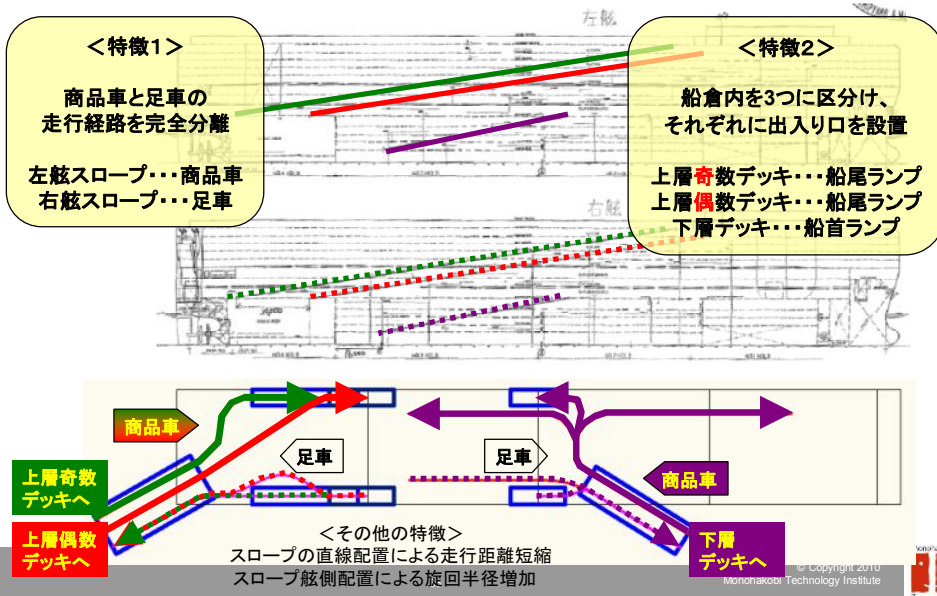 左舷
＜特徴１＞
商品車と足車の
走行経路を完全分離
左舷スロープ・・・商品車
右舷スロープ・・・足車
＜特徴２＞
船倉内を3つに区分け、
それぞれに出入り口を設置
上層奇数デッキ・・・船尾ランプ
上層偶数デッキ・・・船尾ランプ
下層デッキ・・・船首ランプ
右舷
商品車
足車
足車
商品車
上層奇数
デッキへ
上層偶数
デッキへ
下層
デッキへ
＜その他の特徴＞
スロープの直線配置による走行距離短縮
スロープ舷側配置による旋回半径増加
© Copyright 2010
Monohakobi Technology Institute